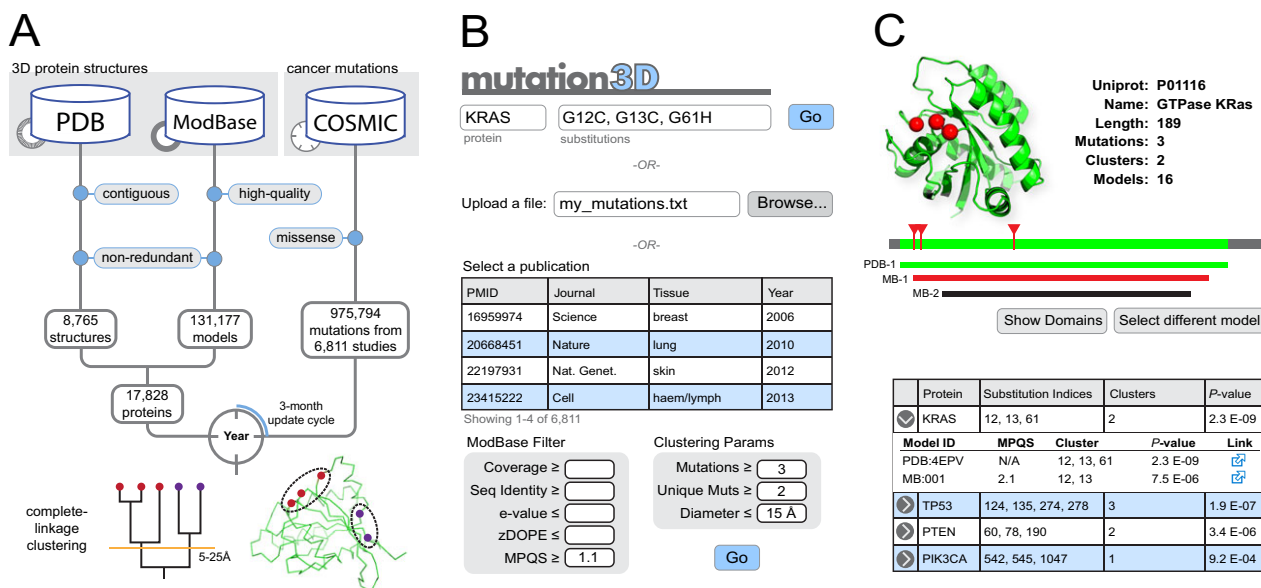 A
3D protein structures
cancer mutations
PDB
ModBase
COSMIC
contiguous
high-quality
non-redundant
missense
8,765
structures
131,177
models
975,794
mutations from
6,811 studies
17,828
proteins
3-month
update cycle
Year
complete-
linkage
clustering
5-25Å
B
mutation3D
KRAS
G12C, G13C, G61H
Go
protein
substitutions
-OR-
Upload a file:
my_mutations.txt
Browse...
-OR-
Select a publication
PMID Journal Tissue Year
16959974 Science breast 2006
20668451 Nature lung 2010
22197931 Nat. Genet. skin 2012
23415222 Cell haem/lymph 2013
Showing 1-4 of 6,811
ModBase Filter
Coverage ≥
Seq Identity ≥
e-value ≤
zDOPE ≤
MPQS ≥ 1.1
Clustering Params
Mutations ≥ 3
Unique Muts ≥ 2
Diameter ≤ 15 Å
Go
C
Uniprot: P01116
Name: GTPase KRas
Length: 189
Mutations: 3
Clusters: 2
Models: 16
PDB-1
MB-1
MB-2
Show Domains
Select different model
Protein Substitution Indices Clusters P-value
KRAS 12, 13, 61 2 2.3 E-09
Model ID MPQS Cluster P-value Link
PDB:4EPV N/A 12, 13, 61 2.3 E-09
MB:001 2.1 12, 13 7.5 E-06
TP53 124, 135, 274, 278 3 1.9 E-07
PTEN 60, 78, 190 2 3.4 E-06
PIK3CA 542, 545, 1047 1 9.2 E-04